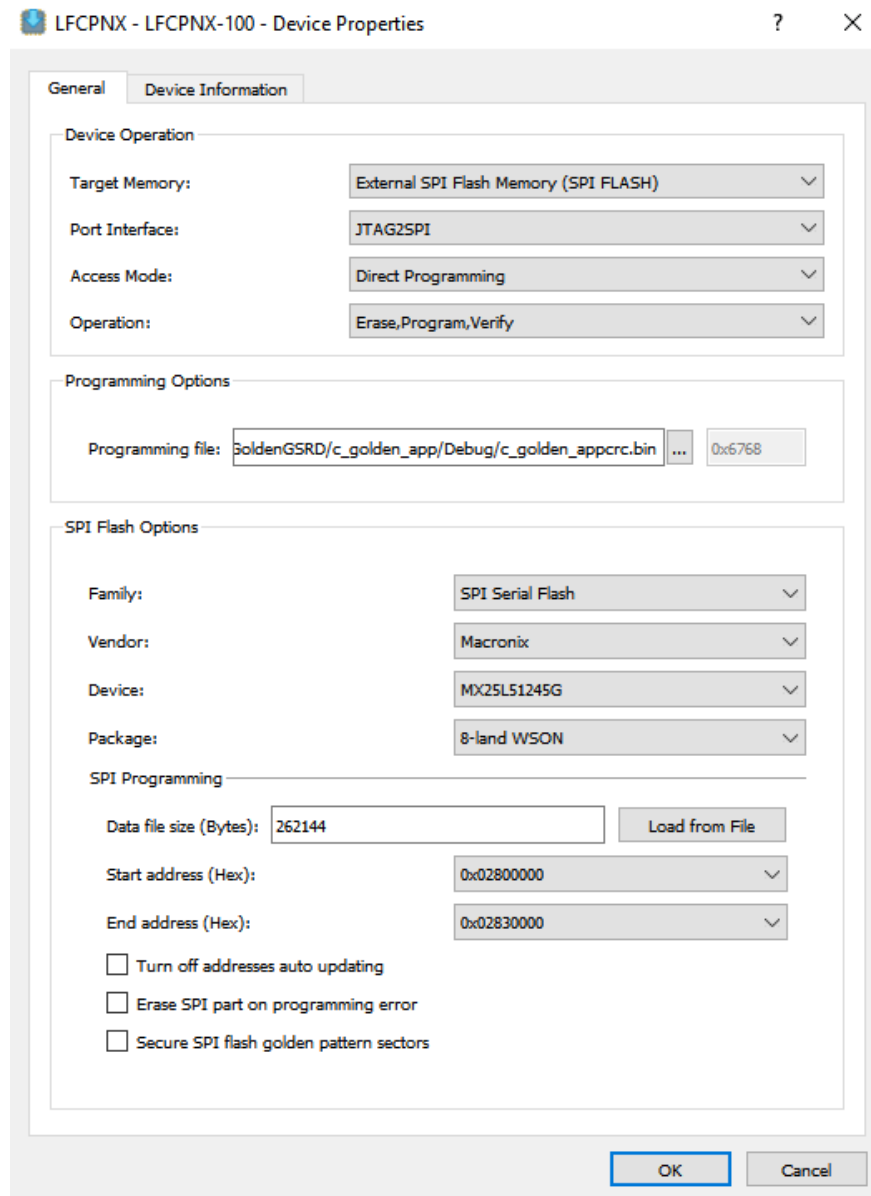 LFCPNX - LFCPNX-100 - Device Properties ? ×
General Device Information
Device Operation
Target Memory: External SPI Flash Memory (SPI FLASH)
Port Interface: JTAG2SPI
Access Mode: Direct Programming
Operation: Erase,Program,Verify
Programming Options
Programming file: GoldenGSRD/c_golden_app/Debug/c_golden_appcrc.bin ... 0x6768
SPI Flash Options
Family: SPI Serial Flash
Vendor: Macronix
Device: MX25L51245G
Package: 8-land WSON
SPI Programming
Data file size (Bytes): 262144 Load from File
Start address (Hex): 0x02800000
End address (Hex): 0x02830000
Turn off addresses auto updating
Erase SPI part on programming error
Secure SPI flash golden pattern sectors
OK Cancel